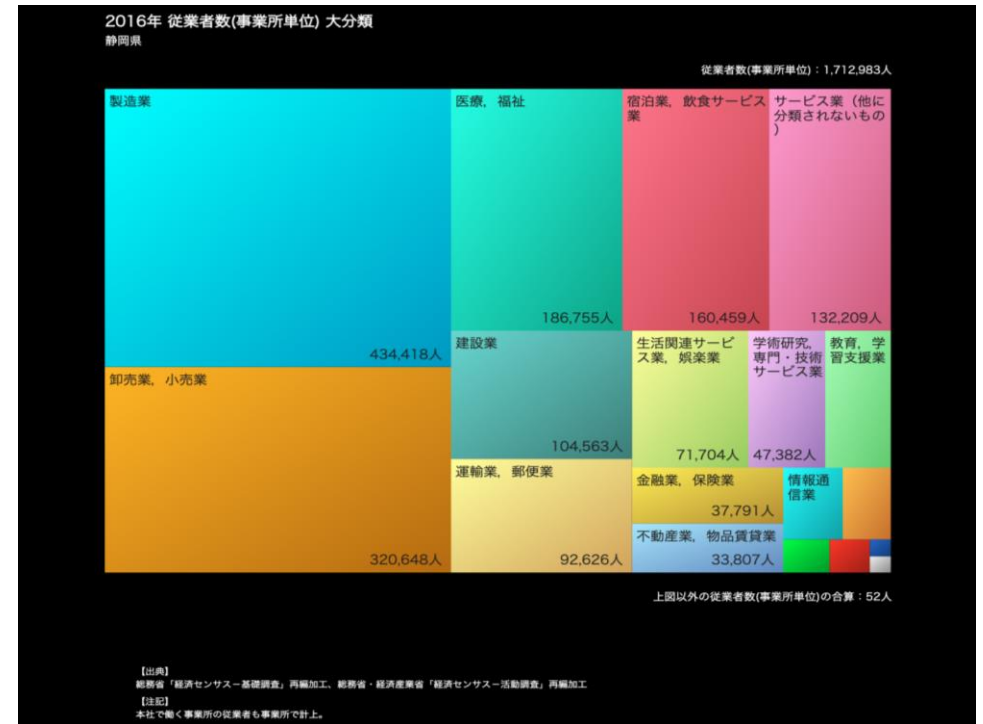 2016年 従業者数(事業所単位) 大分類
静岡県
従業者数(事業所単位)：1,712,983人
製造業
434,418人
卸売業，小売業
320,648人
医療，福祉
186,755人
宿泊業，飲食サービス
業
160,459人
サービス業（他に
分類されないもの
）
132,209人
建設業
104,563人
運輸業，郵便業
92,626人
生活関連サービ
ス業，娯楽業
71,704人
学術研究，
専門・技術
サービス業
47,382人
教育，学
習支援業
金融業，保険業
37,791人
情報通
信業
不動産業，物品賃貸業
33,807人
上図以外の従業者数(事業所単位)の合算：52人
【出典】
総務省「経済センサス－基礎調査」再編加工、総務省・経済産業省「経済センサス－活動調査」再編加工
【注記】
本社で働く事業所の従業者も事業所で計上。